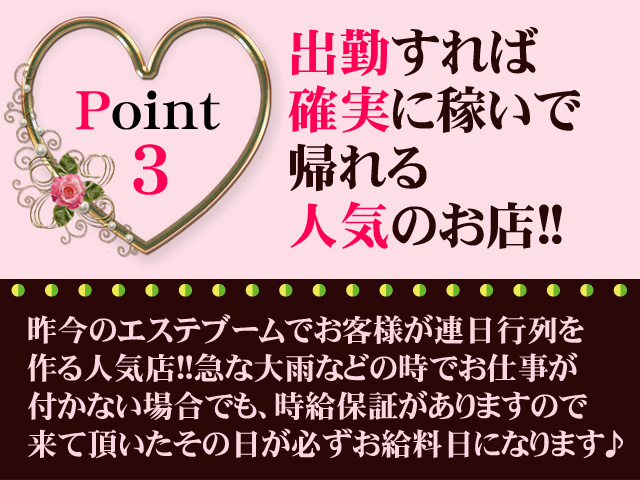 Point
3
出勤すれば
確実に稼いで
帰れる
人気のお店!!
昨今のエステブームでお客様が連日行列を
作る人気店!!急な大雨などの時でお仕事が
付かない場合でも、時給保証がありますので
来て頂いたその日が必ずお給料日になります♪